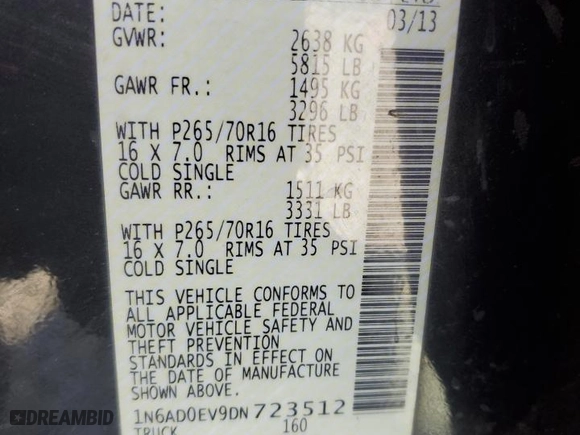 DATE: 03/13
GVWR: 2638 KG
5815 LB
GAWR FR.: 1495 KG
3296 LB
WITH P265/70R16 TIRES
16 X 7.0 RIMS AT 35 PSI
COLD SINGLE
GAWR RR.: 1511 KG
3331 LB
WITH P265/70R16 TIRES
16 X 7.0 RIMS AT 35 PSI
COLD SINGLE
THIS VEHICLE CONFORMS TO
ALL APPLICABLE FEDERAL
MOTOR VEHICLE SAFETY AND
THEFT PREVENTION
STANDARDS IN EFFECT ON
THE DATE OF MANUFACTURE
SHOWN ABOVE.
1N6AD0EV9DN723512
TRUCK 160
DREAMBID